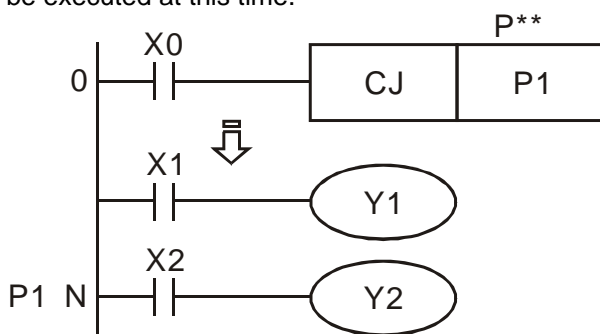 be executed at this time.
P**
X0
0 CJ P1
X1
Y1
X2
P1 N Y2